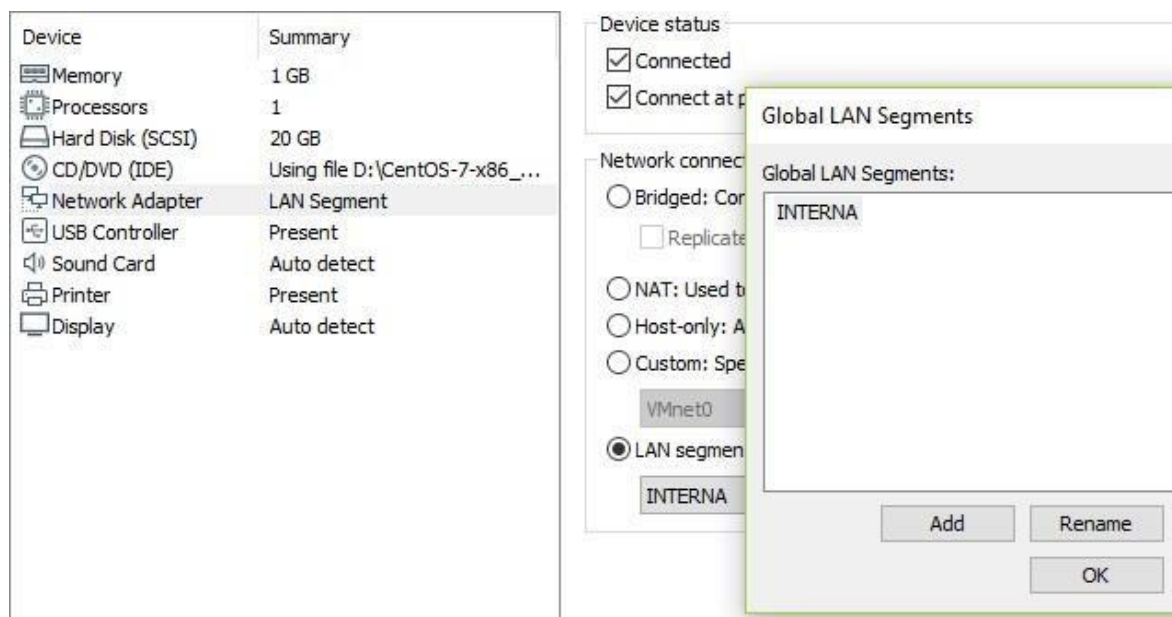 Device Summary
Memory 1 GB
Processors 1
Hard Disk (SCSI) 20 GB
CD/DVD (IDE) Using file D:\CentOS-7-x86_...
Network Adapter LAN Segment
USB Controller Present
Sound Card Auto detect
Printer Present
Display Auto detect
Device status
Connected
Connect at p
Network connec
Bridged: Cor
Replicate
NAT: Used t
Host-only: A
Custom: Spe
VMnet0
LAN segmen
INTERNA
Global LAN Segments
Global LAN Segments:
INTERNA
Add Rename
OK